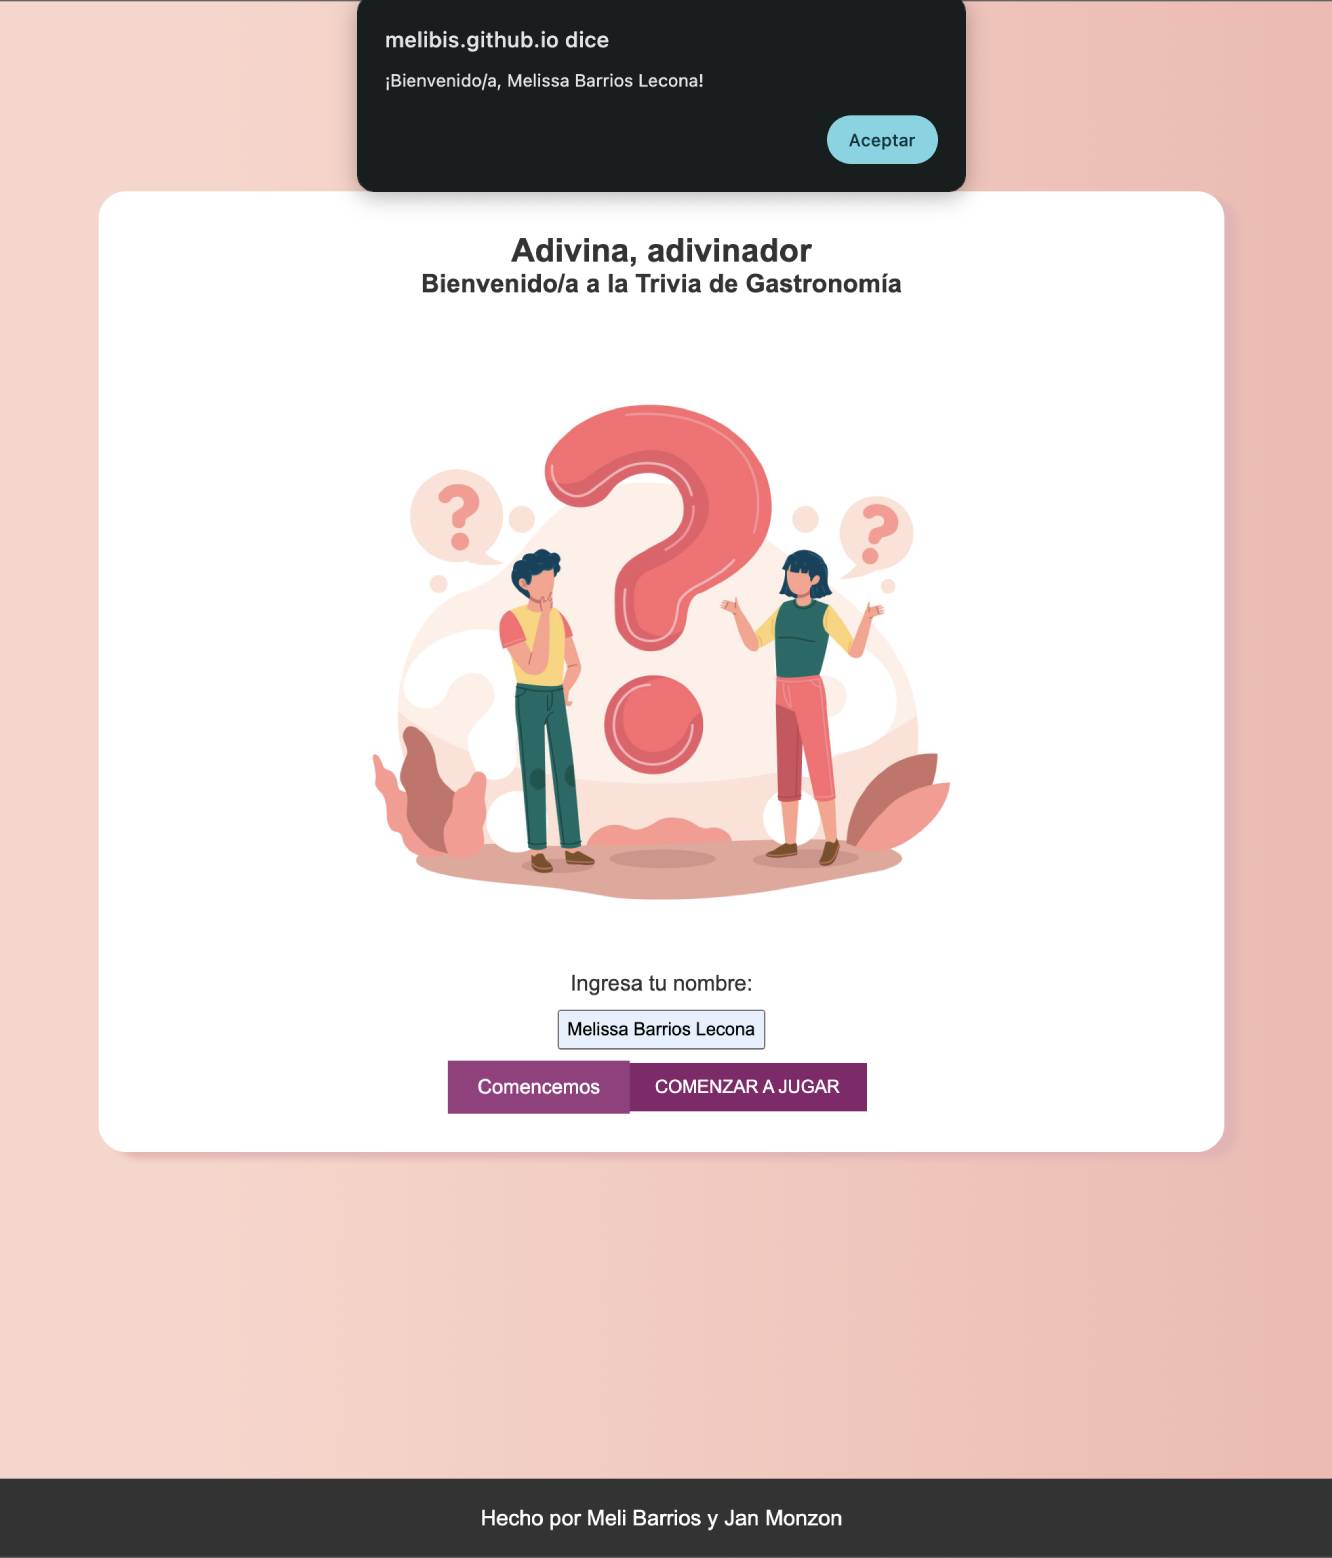 melibis.github.io dice
¡Bienvenido/a, Melissa Barrios Lecona!
Aceptar
Adivina, adivinador
Bienvenido/a a la Trivia de Gastronomía
?
?
?
Ingresa tu nombre:
Melissa Barrios Lecona
Comencemos
COMENZAR A JUGAR
Hecho por Meli Barrios y Jan Monzon